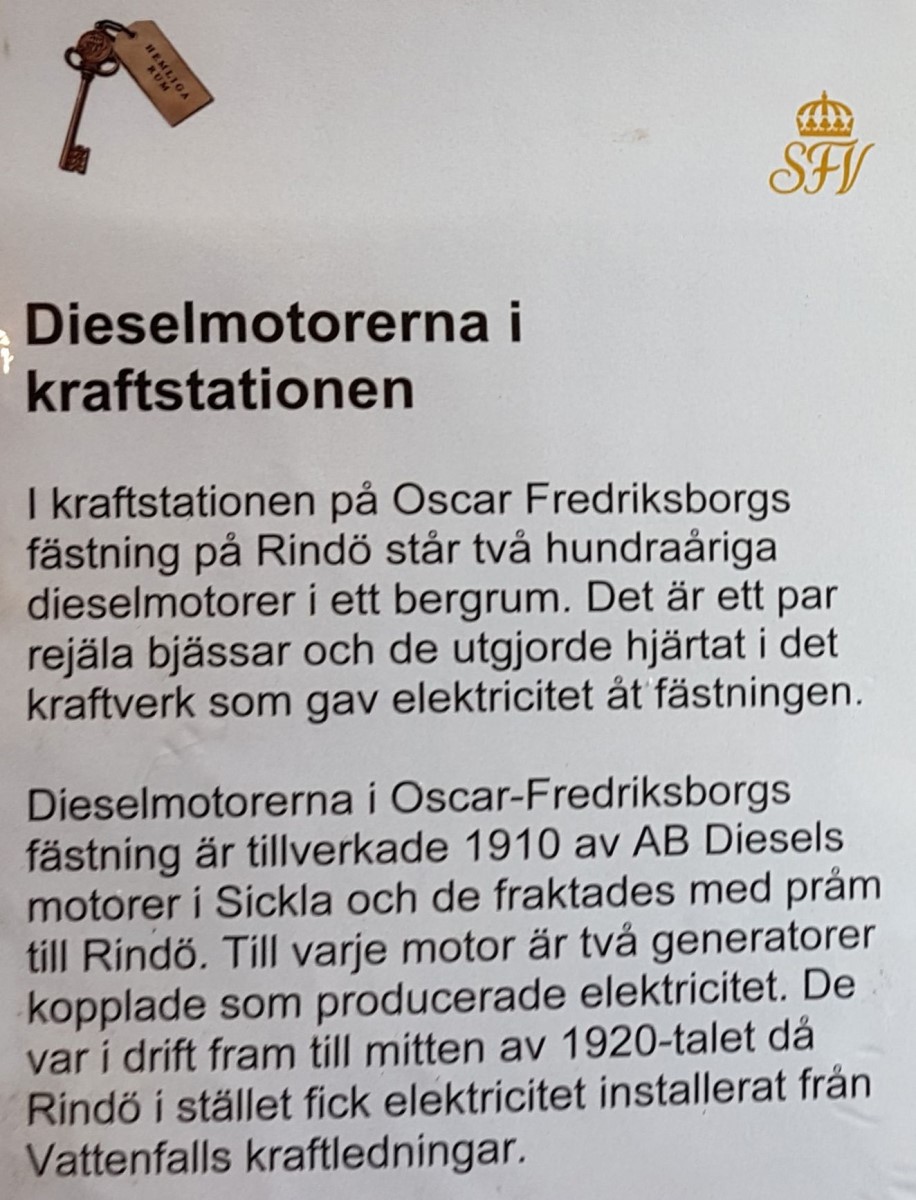 HEMLIGA
RUM
SFV
Dieselmotorerna i
kraftstationen
I kraftstationen på Oscar Fredriksborgs
fästning på Rindö står två hundraåriga
dieselmotorer i ett bergrum. Det är ett par
rejäla bjässar och de utgjorde hjärtat i det
kraftverk som gav elektricitet åt fästningen.
Dieselmotorerna i Oscar-Fredriksborgs
fästning är tillverkade 1910 av AB Diesels
motorer i Sickla och de fraktades med pråm
till Rindö. Till varje motor är två generatorer
kopplade som producerade elektricitet. De
var i drift fram till mitten av 1920-talet då
Rindö i stället fick elektricitet installerat från
Vattenfalls kraftledningar.